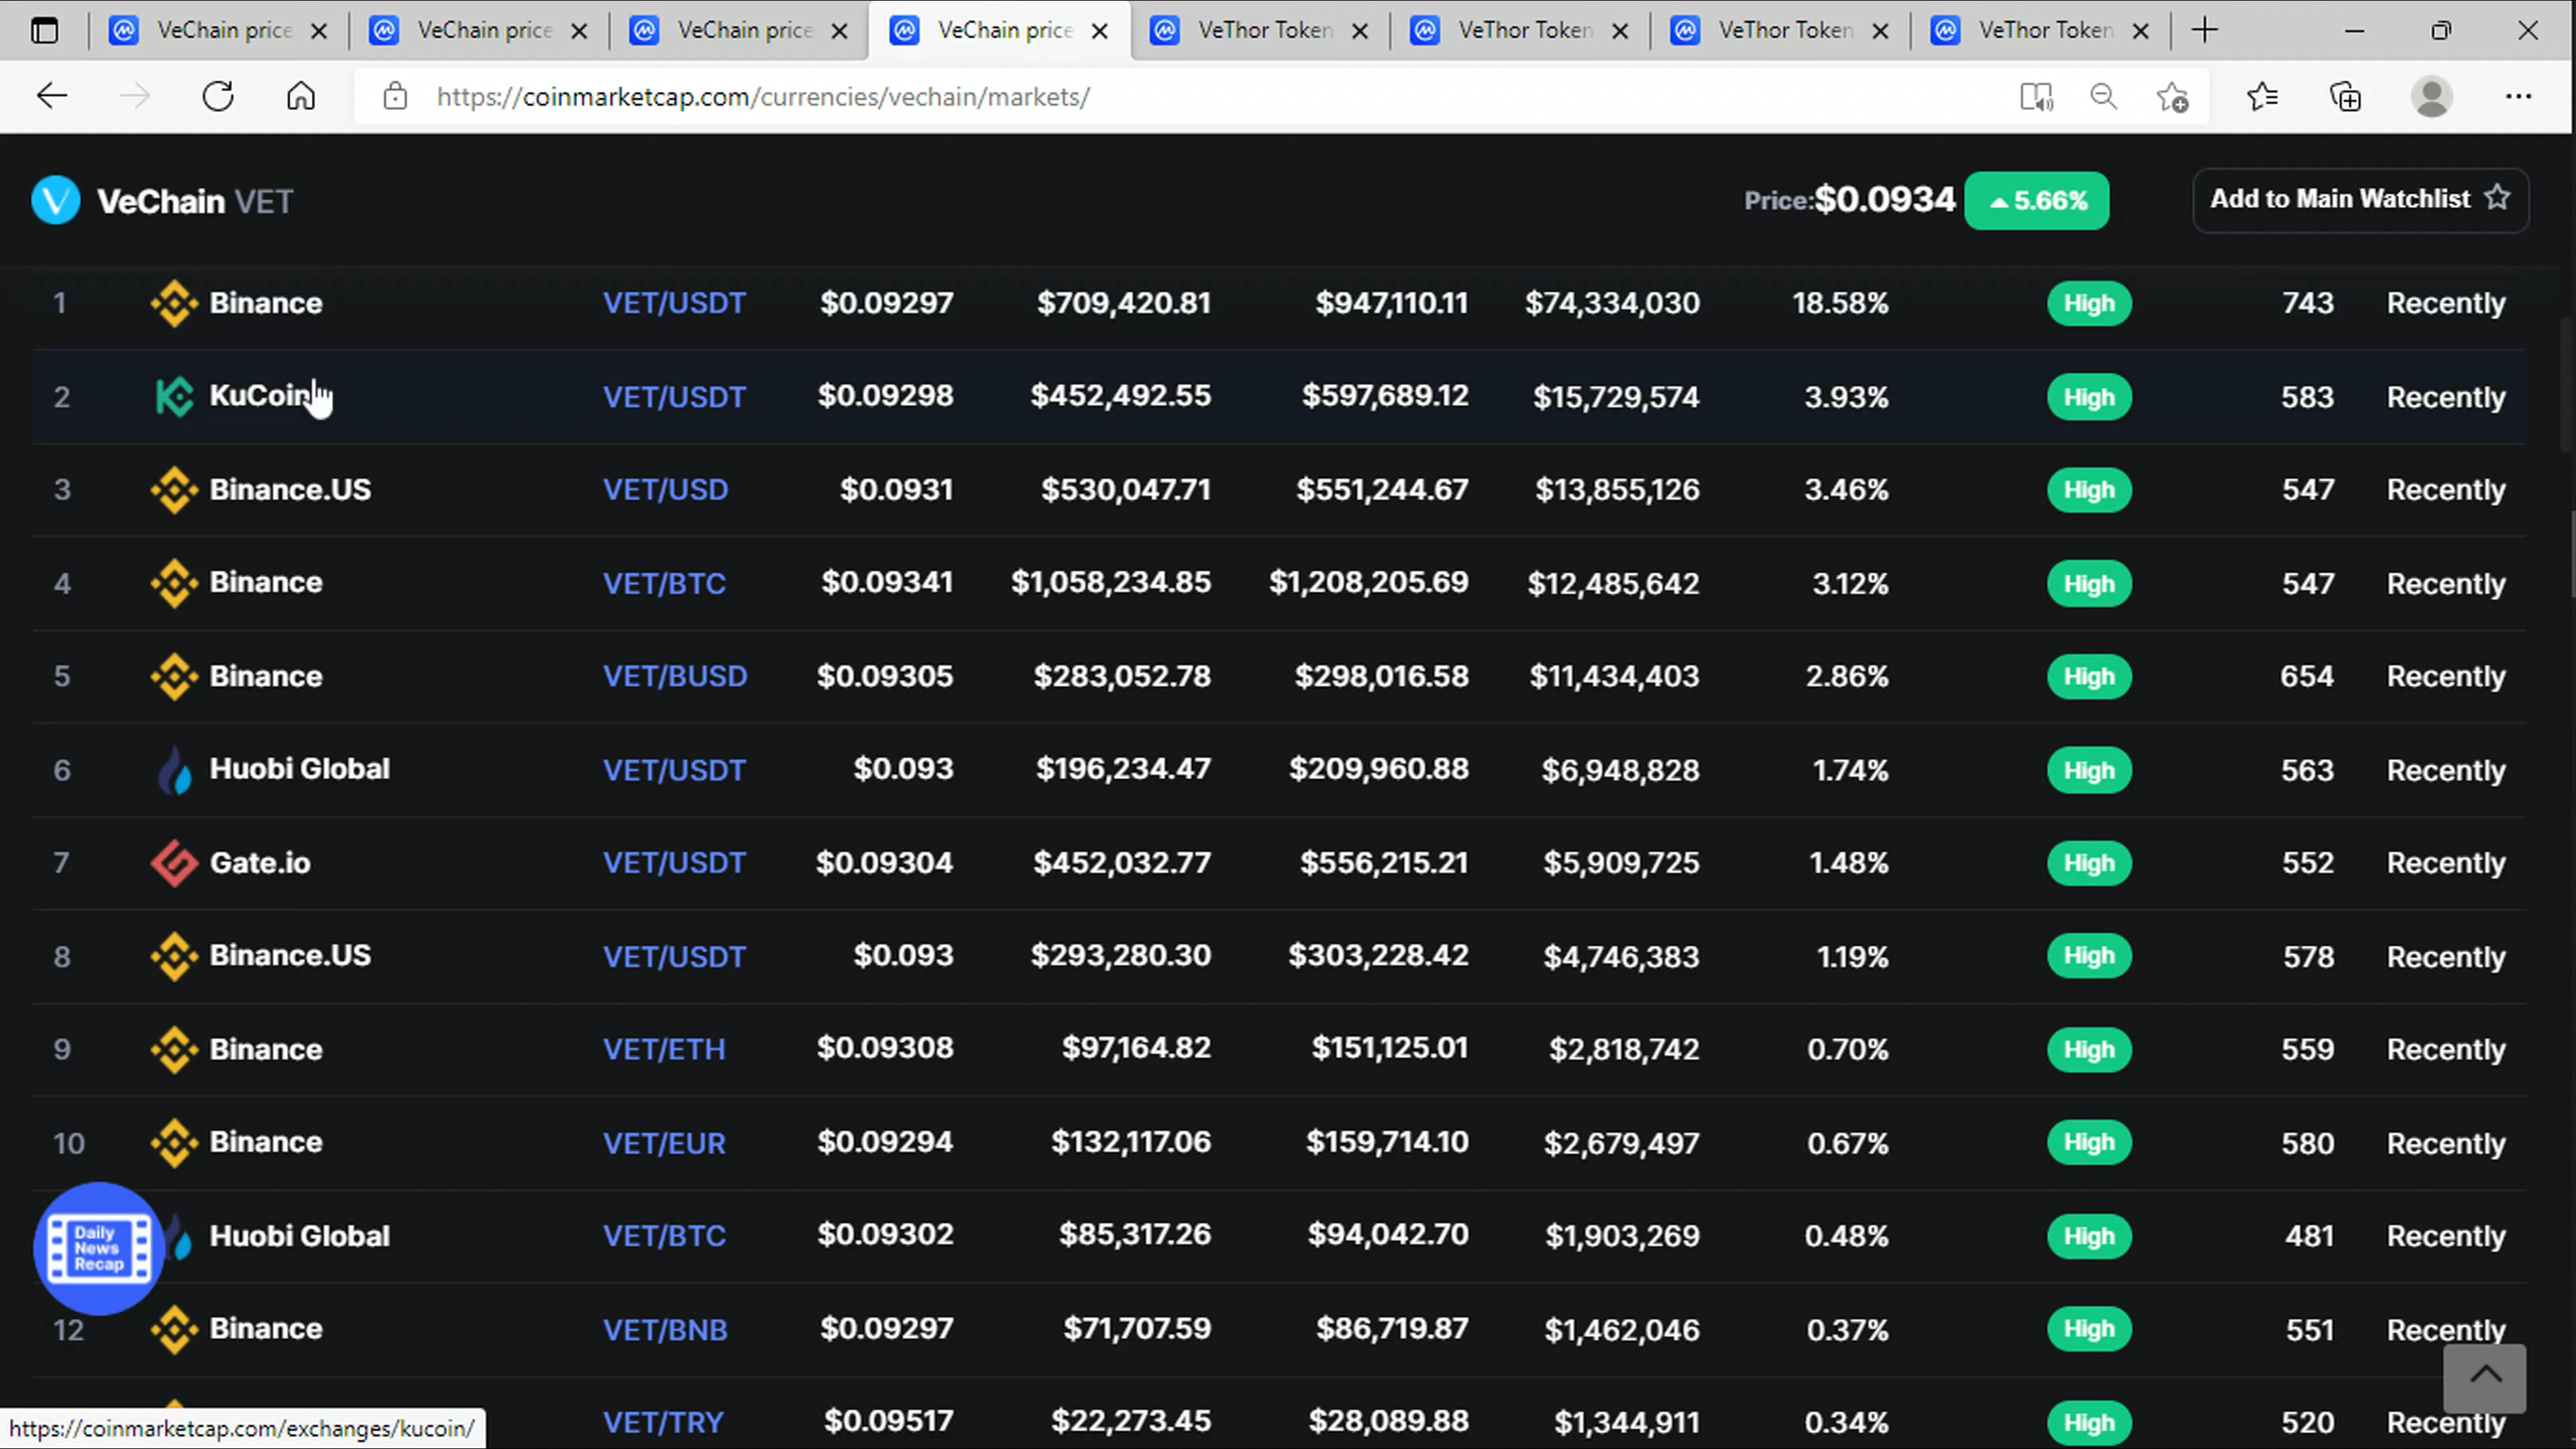 VeChain price
VeChain price
VeChain price
VeChain price
VeThor Token
VeThor Token
VeThor Token
VeThor Token
https://coinmarketcap.com/currencies/vechain/markets/
VeChain VET
Price:$0.0934
5.66%
Add to Main Watchlist
1 Binance VET/USDT $0.09297 $709,420.81 $947,110.11 $74,334,030 18.58% High 743 Recently
2 KuCoin VET/USDT $0.09298 $452,492.55 $597,689.12 $15,729,574 3.93% High 583 Recently
3 Binance.US VET/USD $0.0931 $530,047.71 $551,244.67 $13,855,126 3.46% High 547 Recently
4 Binance VET/BTC $0.09341 $1,058,234.85 $1,208,205.69 $12,485,642 3.12% High 547 Recently
5 Binance VET/BUSD $0.09305 $283,052.78 $298,016.58 $11,434,403 2.86% High 654 Recently
6 Huobi Global VET/USDT $0.093 $196,234.47 $209,960.88 $6,948,828 1.74% High 563 Recently
7 Gate.io VET/USDT $0.09304 $452,032.77 $556,215.21 $5,909,725 1.48% High 552 Recently
8 Binance.US VET/USDT $0.093 $293,280.30 $303,228.42 $4,746,383 1.19% High 578 Recently
9 Binance VET/ETH $0.09308 $97,164.82 $151,125.01 $2,818,742 0.70% High 559 Recently
10 Binance VET/EUR $0.09294 $132,117.06 $159,714.10 $2,679,497 0.67% High 580 Recently
Huobi Global VET/BTC $0.09302 $85,317.26 $94,042.70 $1,903,269 0.48% High 481 Recently
Daily
News
Recap
12 Binance VET/BNB $0.09297 $71,707.59 $86,719.87 $1,462,046 0.37% High 551 Recently
VET/TRY $0.09517 $22,273.45 $28,089.88 $1,344,911 0.34% High 520 Recently
https://coinmarketcap.com/exchanges/kucoin/